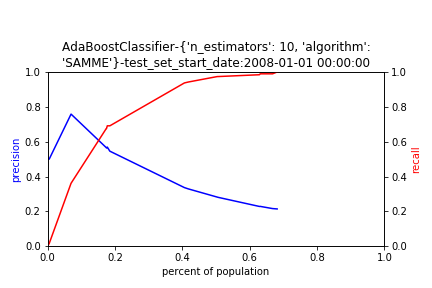 AdaBoostClassifier-{'n_estimators': 10, 'algorithm':
'SAMME'}-test_set_start_date:2008-01-01 00:00:00
1.0
0.8
0.6
0.4
0.2
0.0
precision
1.0
0.8
0.6
0.4
0.2
0.0
recall
0.0 0.2 0.4 0.6 0.8 1.0
percent of population